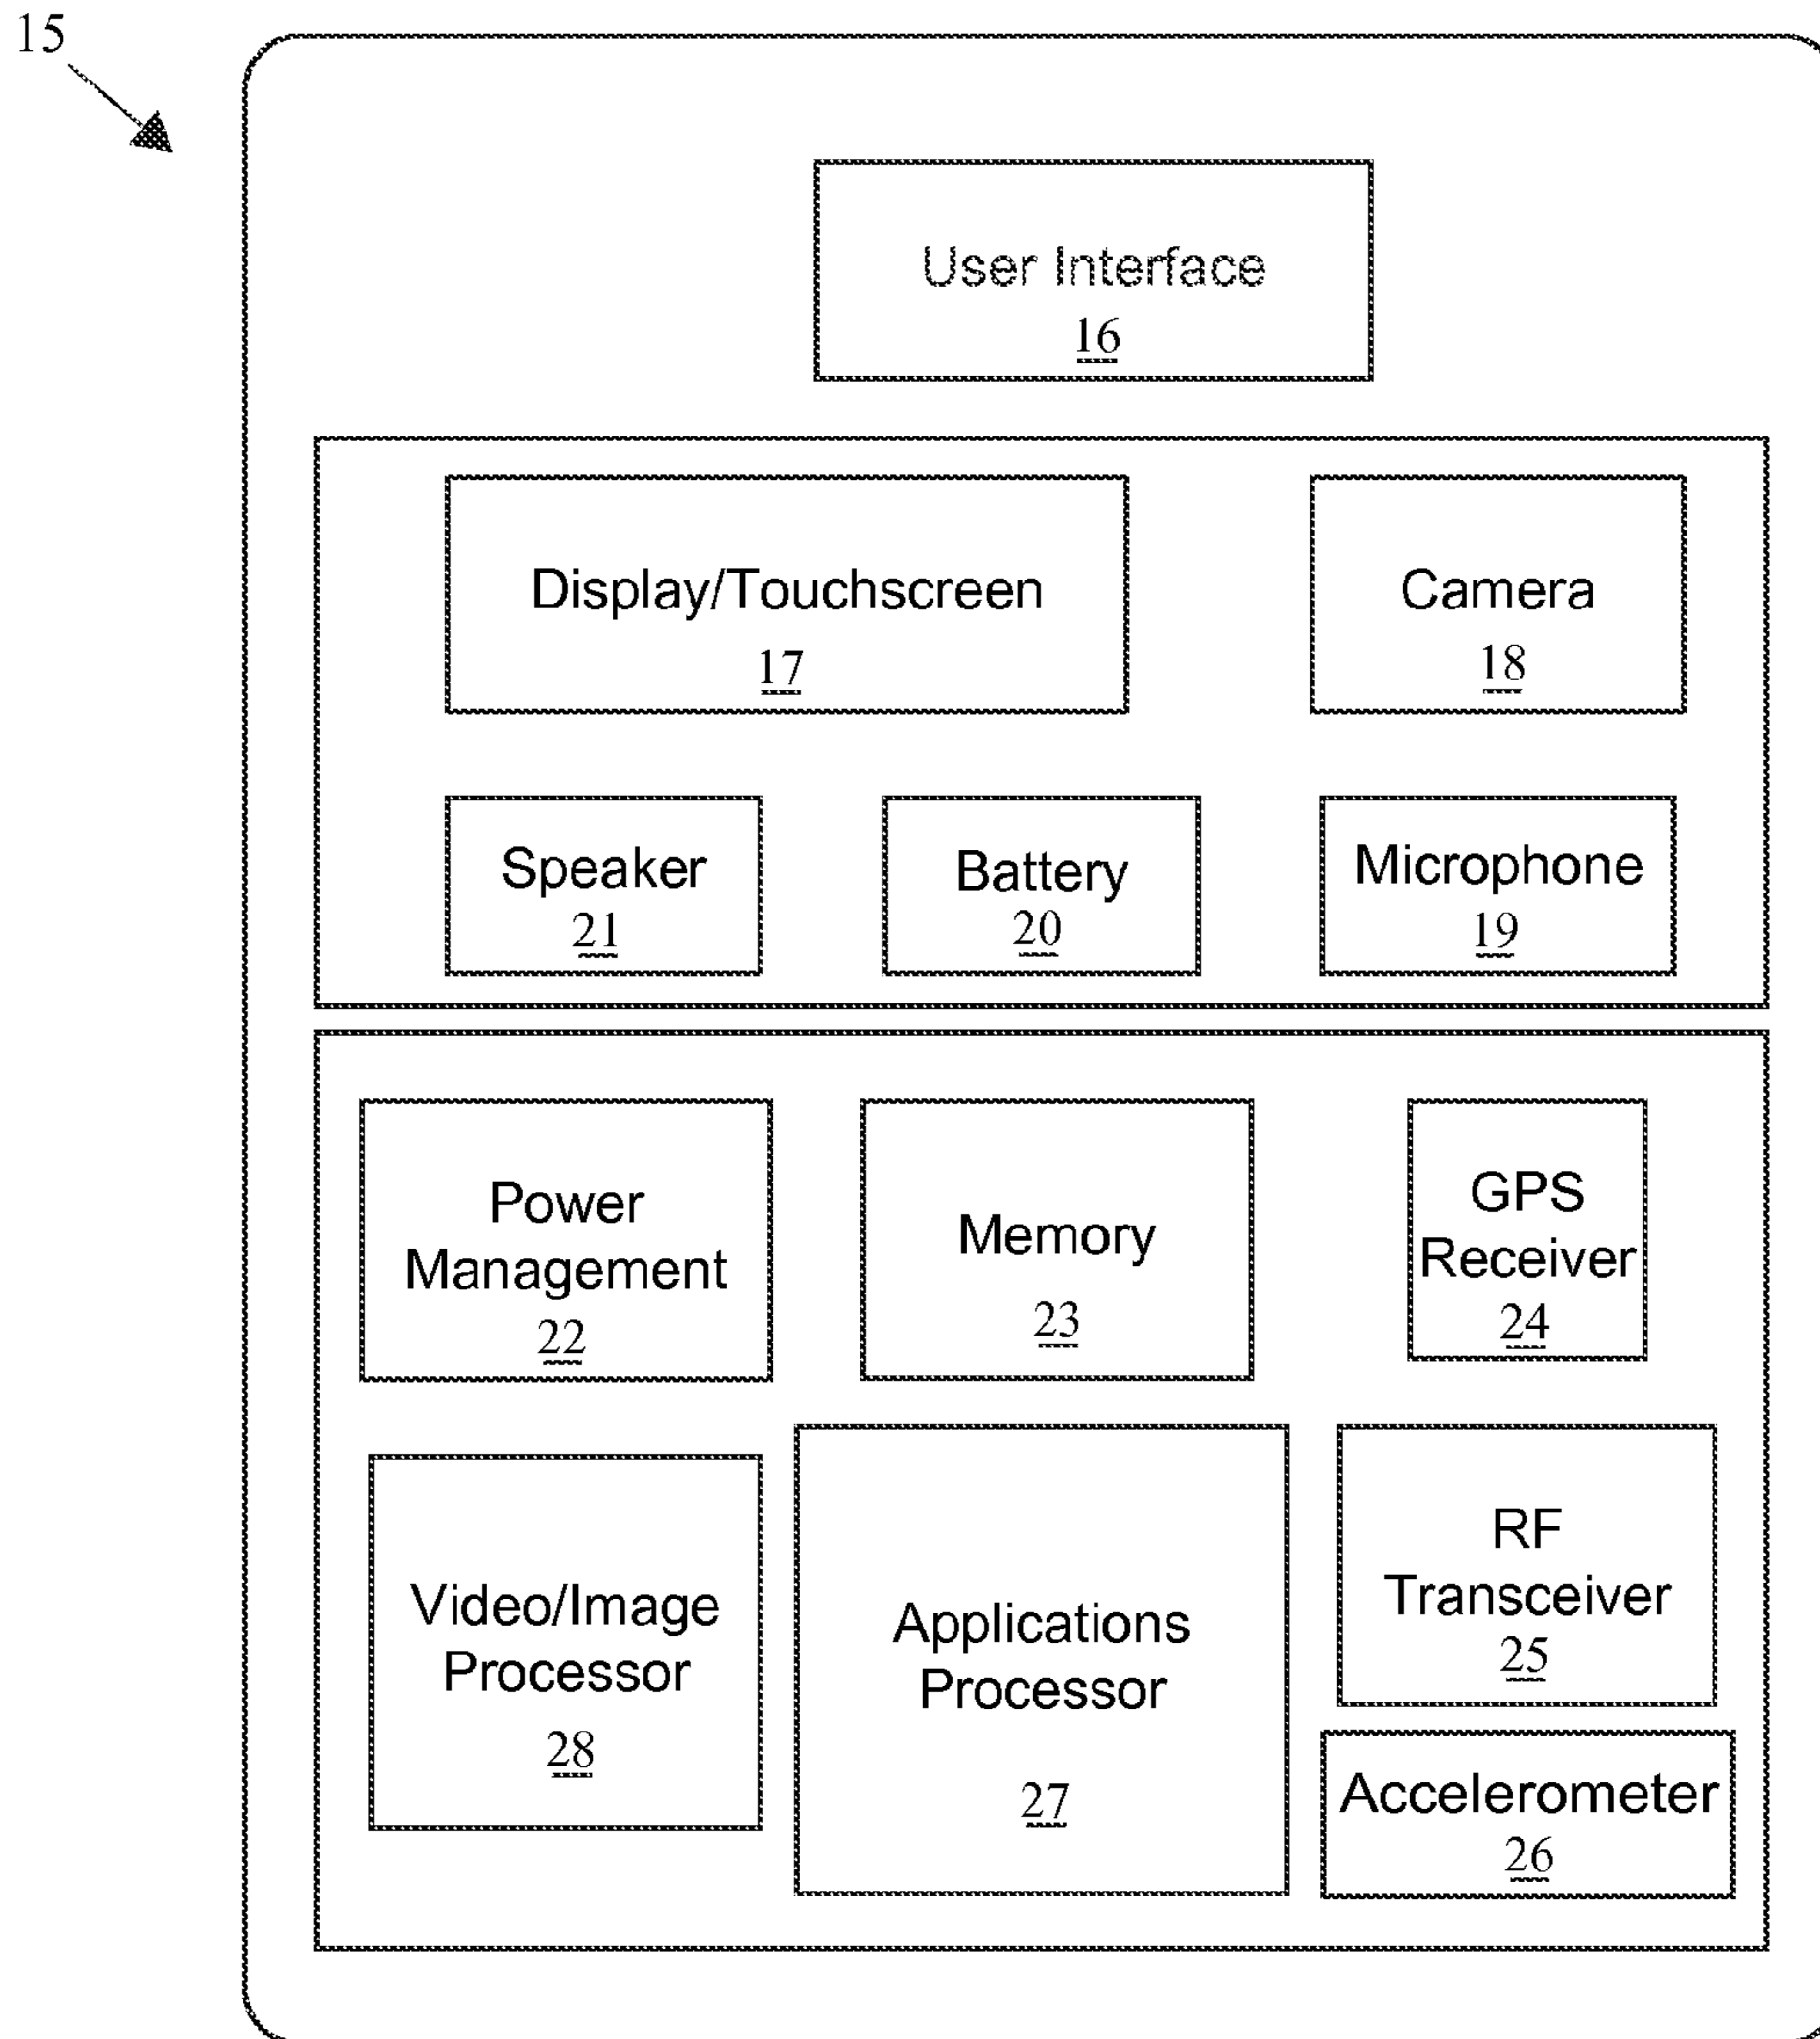 15
User Interface
16
Display/Touchscreen
17
Camera
18
Speaker
21
Battery
20
Microphone
19
Power
Management
22
Memory
23
GPS
Receiver
24
Video/Image
Processor
28
Applications
Processor
27
RF
Transceiver
25
Accelerometer
26